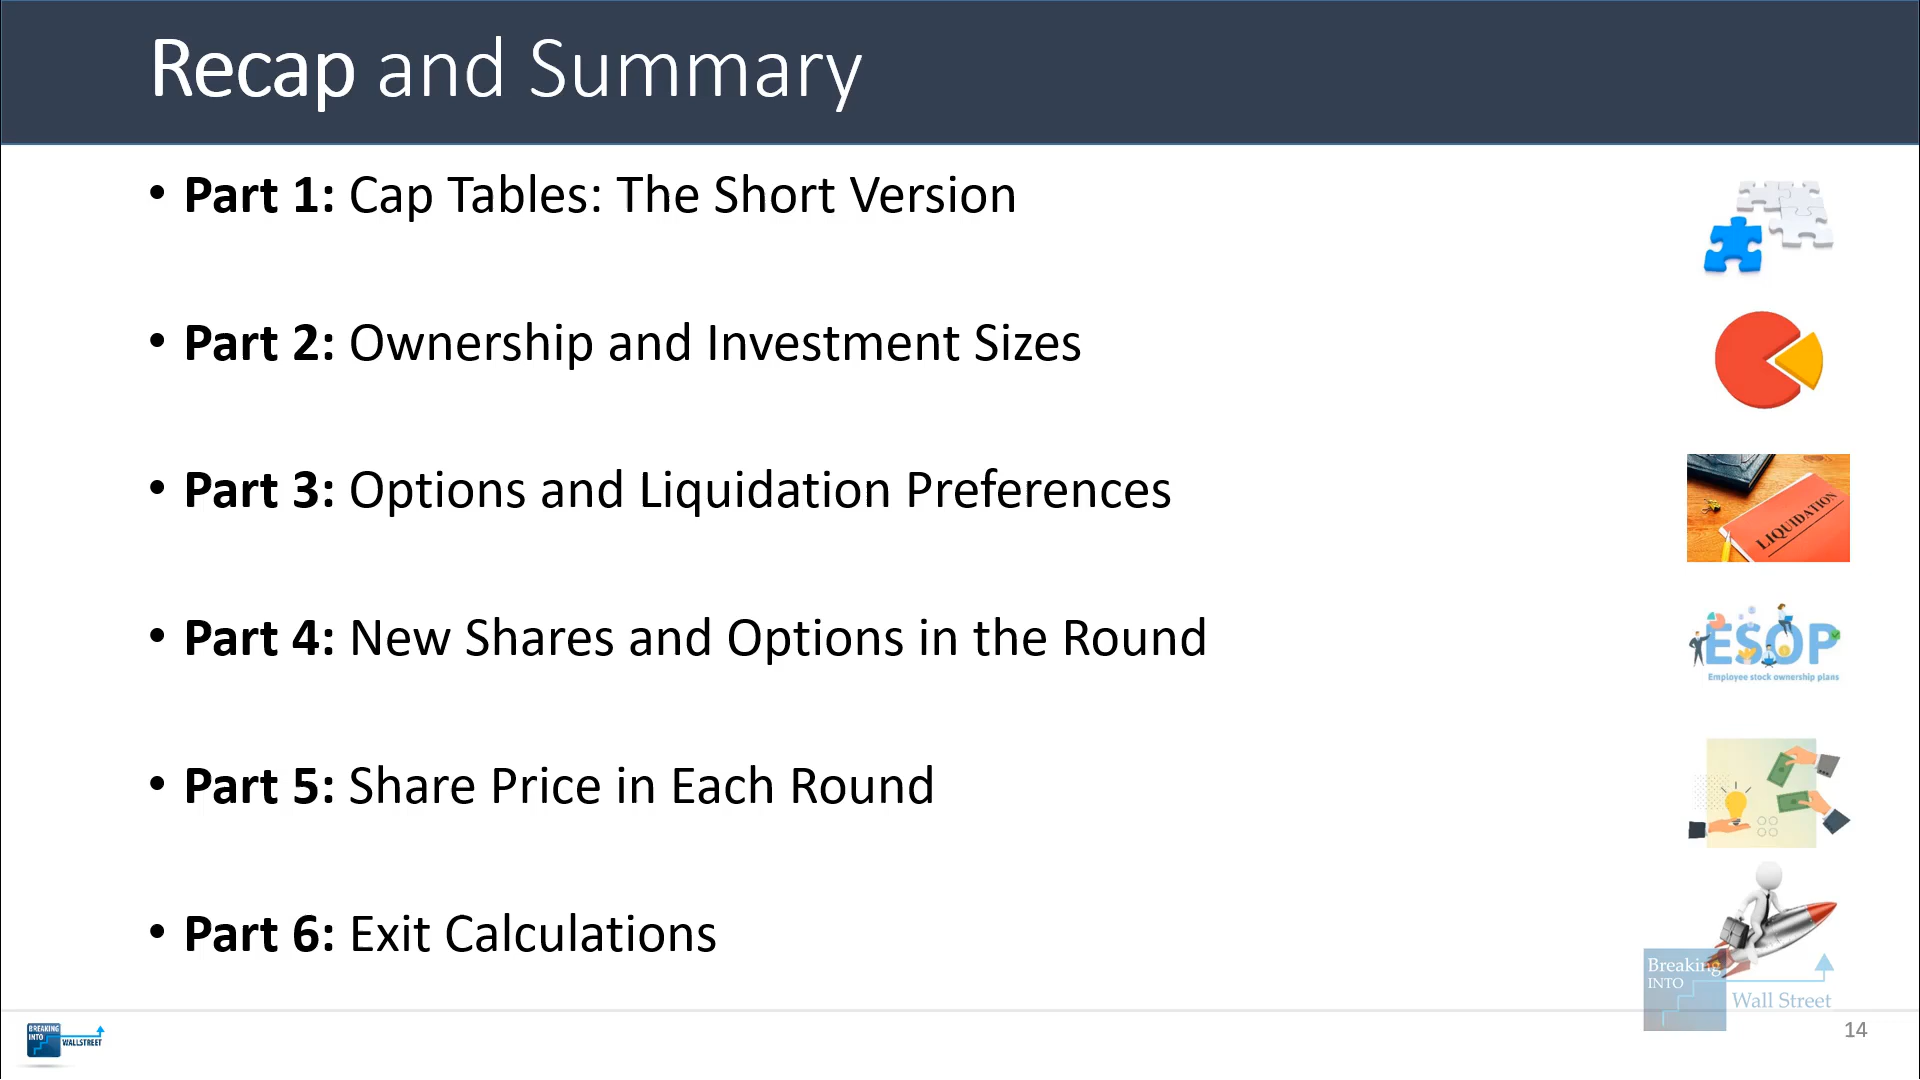 Recap and Summary
• Part 1: Cap Tables: The Short Version
• Part 2: Ownership and Investment Sizes
• Part 3: Options and Liquidation Preferences
LIQUIDATION
• Part 4: New Shares and Options in the Round
ESOP
Employee stock ownership plans
• Part 5: Share Price in Each Round
• Part 6: Exit Calculations
Breaking
INTO
Wall Street
BREAKING
INTO
WALLSTREET
14